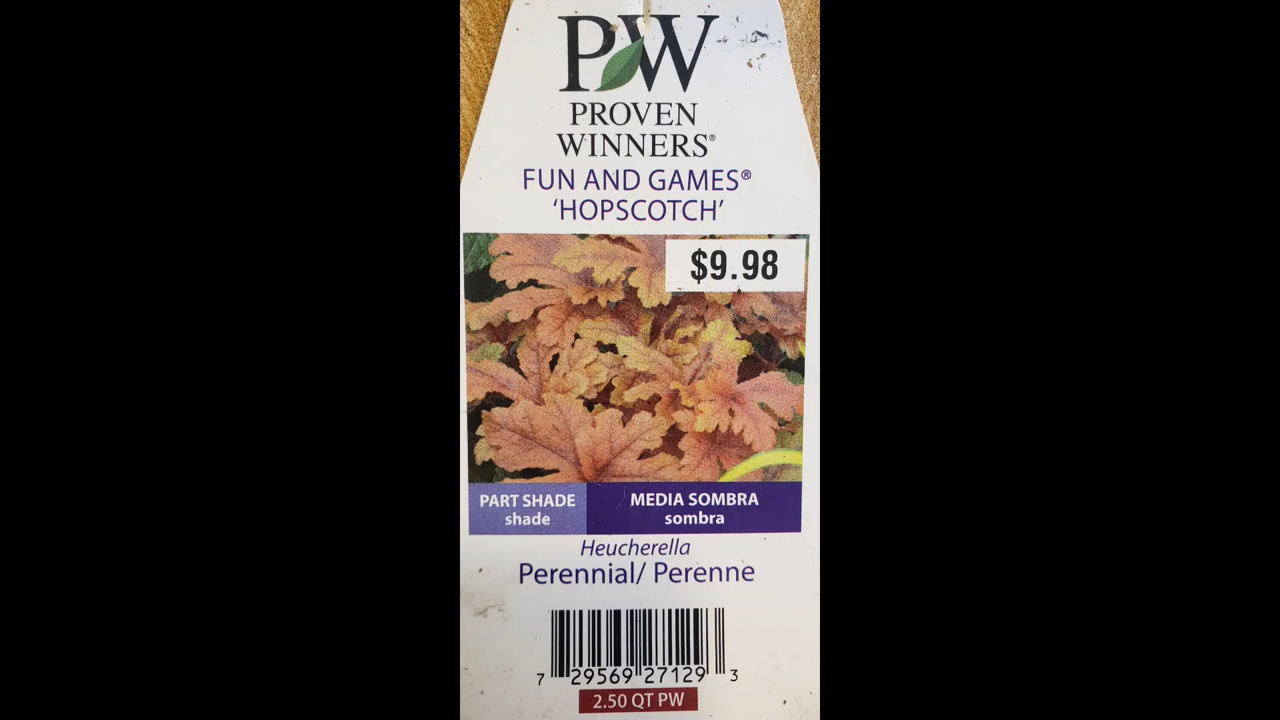 PW
PROVEN
WINNERS®
FUN AND GAMES®
‘HOPSCOTCH’
$9.98
PART SHADE
shade
MEDIA SOMBRA
sombra
Heucherella
Perennial/ Perenne
7 29569 27129 3
2.50 QT PW